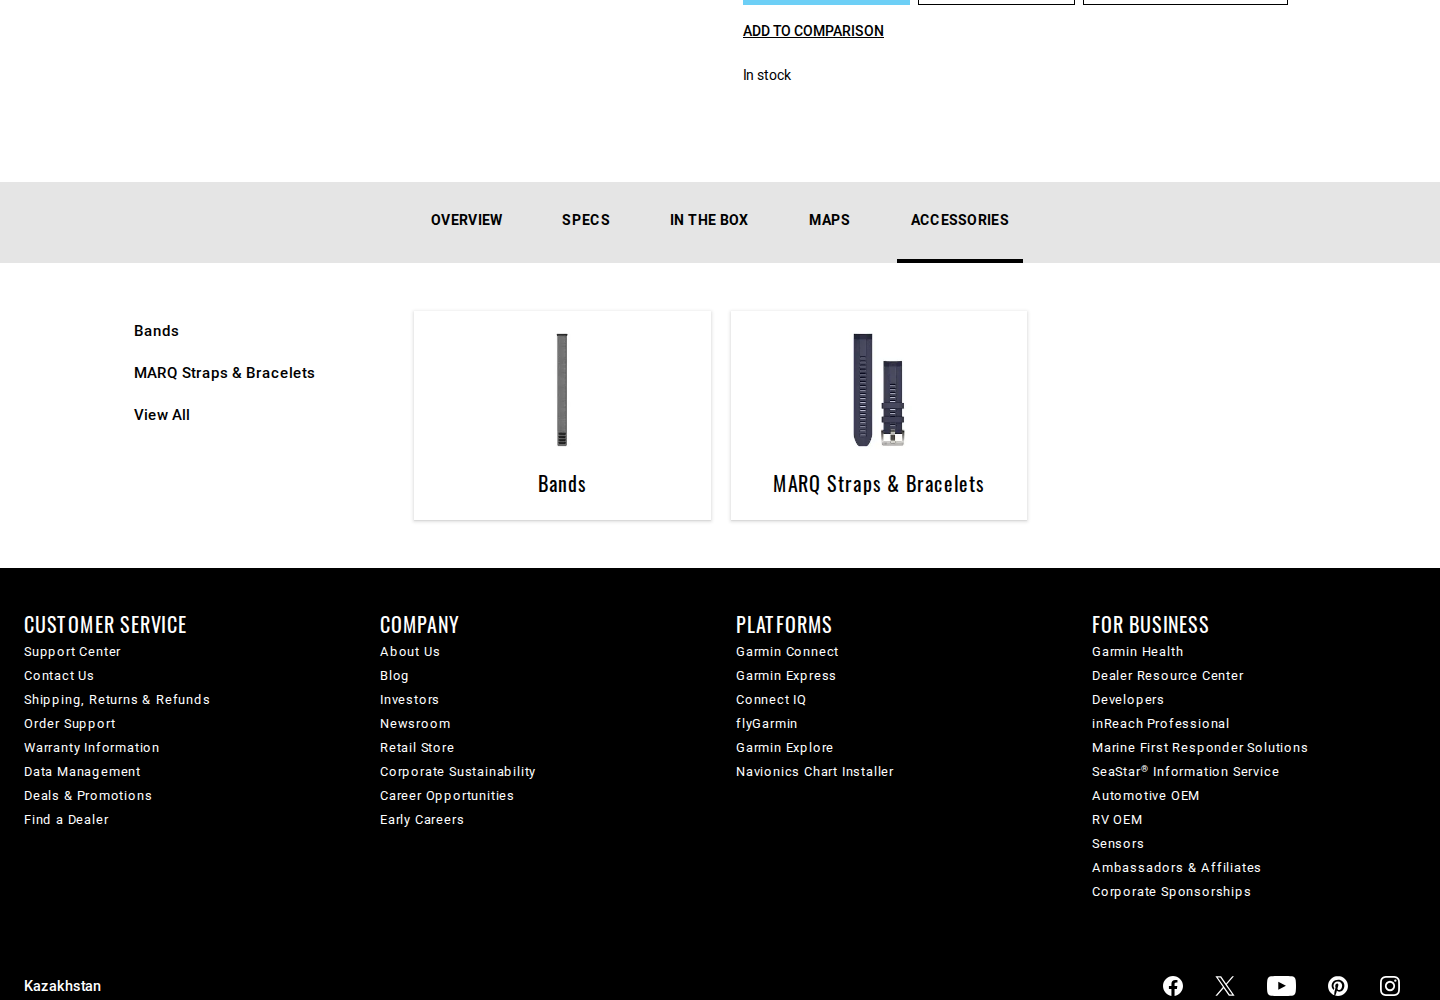 ADD TO COMPARISON
In stock
OVERVIEW SPECS IN THE BOX MAPS ACCESSORIES
Bands
MARQ Straps & Bracelets
View All
Bands
MARQ Straps & Bracelets
CUSTOMER SERVICE
Support Center
Contact Us
Shipping, Returns & Refunds
Order Support
Warranty Information
Data Management
Deals & Promotions
Find a Dealer
COMPANY
About Us
Blog
Investors
Newsroom
Retail Store
Corporate Sustainability
Career Opportunities
Early Careers
PLATFORMS
Garmin Connect
Garmin Express
Connect IQ
flyGarmin
Garmin Explore
Navionics Chart Installer
FOR BUSINESS
Garmin Health
Dealer Resource Center
Developers
inReach Professional
Marine First Responder Solutions
SeaStar® Information Service
Automotive OEM
RV OEM
Sensors
Ambassadors & Affiliates
Corporate Sponsorships
Kazakhstan